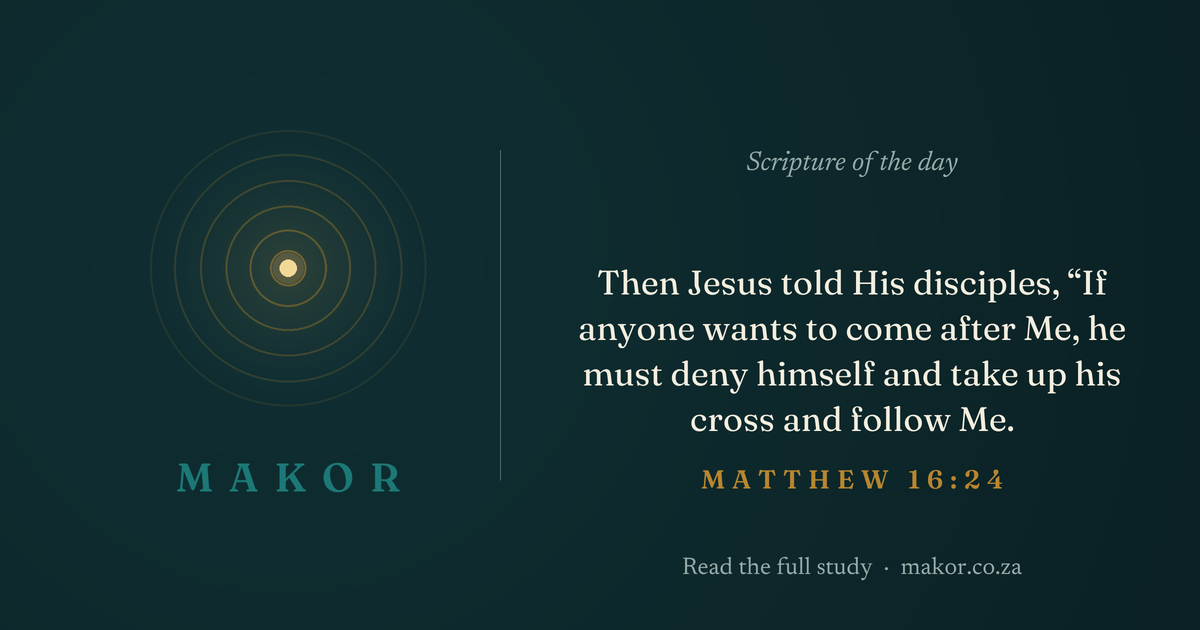 MAKOR
Scripture of the day
Then Jesus told His disciples, “If
anyone wants to come after Me, he
must deny himself and take up his
cross and follow Me.
MATTHEW 16:24
Read the full study · makor.co.za